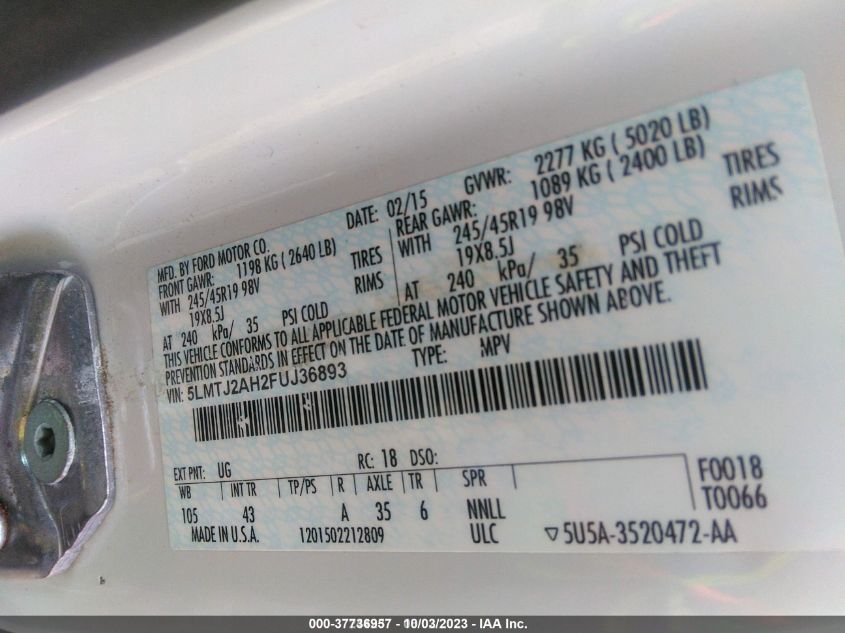 MFD. BY FORD MOTOR CO.
DATE: 02/15
GVWR: 2277 KG ( 5020 LB)
FRONT GAWR: 1198 KG ( 2640 LB)
REAR GAWR: 1089 KG ( 2400 LB)
WITH 245/45R19 98V TIRES
WITH 245/45R19 98V TIRES
19X8.5J RIMS
19X8.5J RIMS
AT 240 kPa/ 35 PSI COLD
AT 240 kPa/ 35 PSI COLD
THIS VEHICLE CONFORMS TO ALL APPLICABLE FEDERAL MOTOR VEHICLE SAFETY AND THEFT
PREVENTION STANDARDS IN EFFECT ON THE DATE OF MANUFACTURE SHOWN ABOVE.
VIN: 5LMTJ2AH2FUJ36893
TYPE: MPV
EXT PNT: UG RC: 18 DSO:
WB INT TR TP/PS R AXLE TR SPR
105 43 A 35 6 NNLL
F0018
T0066
MADE IN U.S.A. 1201502212809 ULC ▽5U5A-3520472-AA
000-37736957 - 10/03/2023 - IAA Inc.